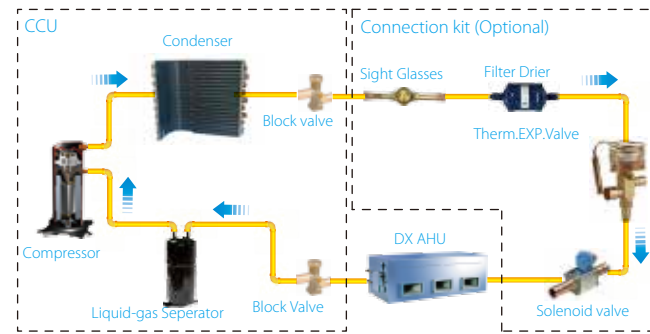 CCU
Connection kit (Optional)
Condenser
Sight Glasses
Filter Drier
Block valve
Therm.EXP.Valve
Compressor
DX AHU
Liquid-gas Seperator
Block Valve
Solenoid valve